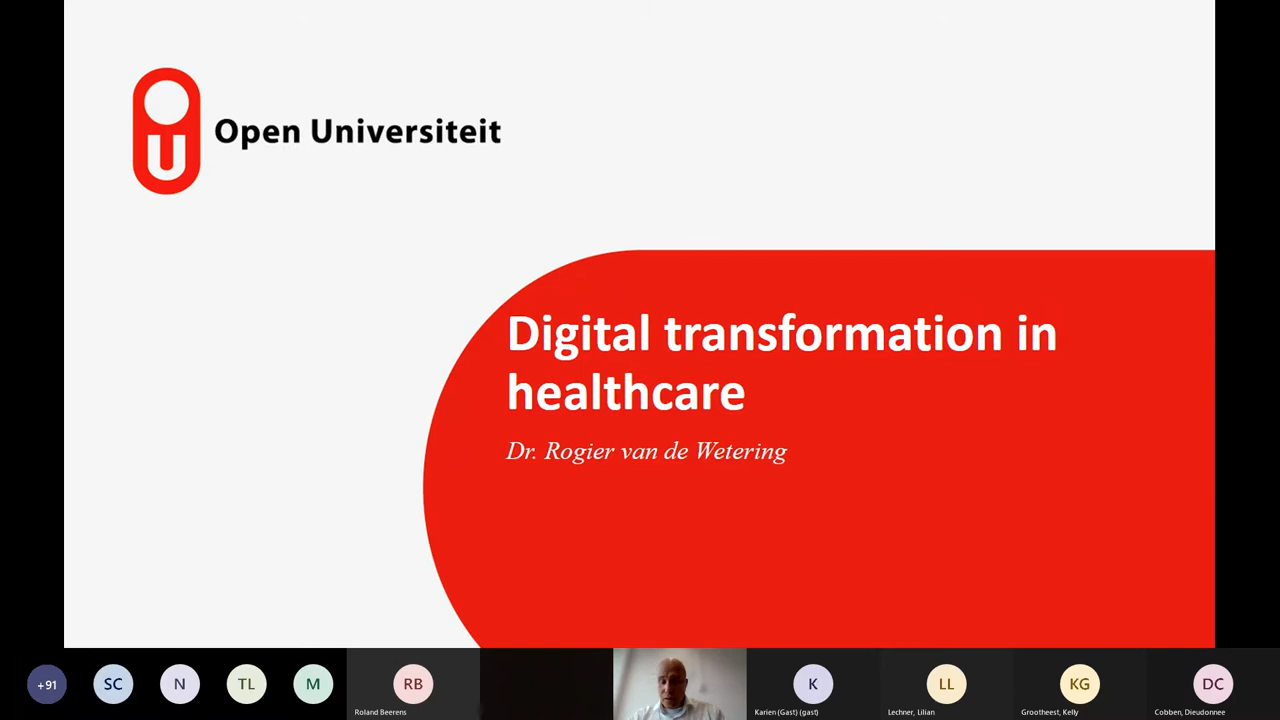 U
Open Universiteit
Digital transformation in
healthcare
Dr. Rogier van de Wetering
+91
SC
N
TL
M
RB
Roland Beerens
K
Karien (Gast) (gast)
LL
Lechner, Lilian
KG
Grootheest, Kelly
DC
Cobben, Dieudonnee